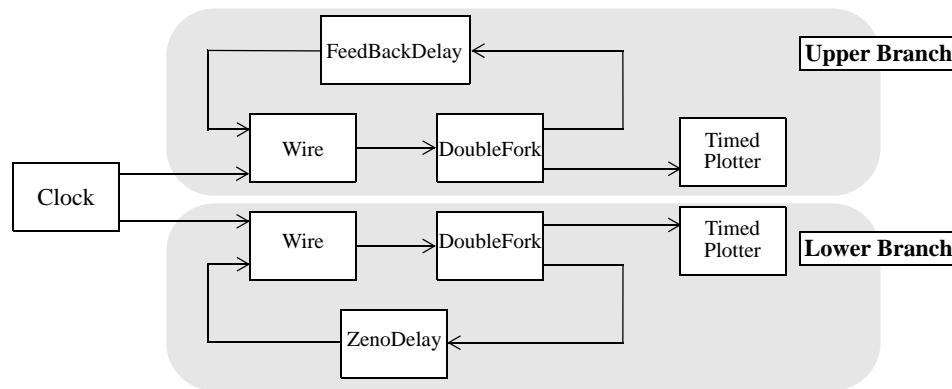 FeedBackDelay
Upper Branch
Wire
DoubleFork
Timed
Plotter
Clock
Wire
DoubleFork
Timed
Plotter
Lower Branch
ZenoDelay